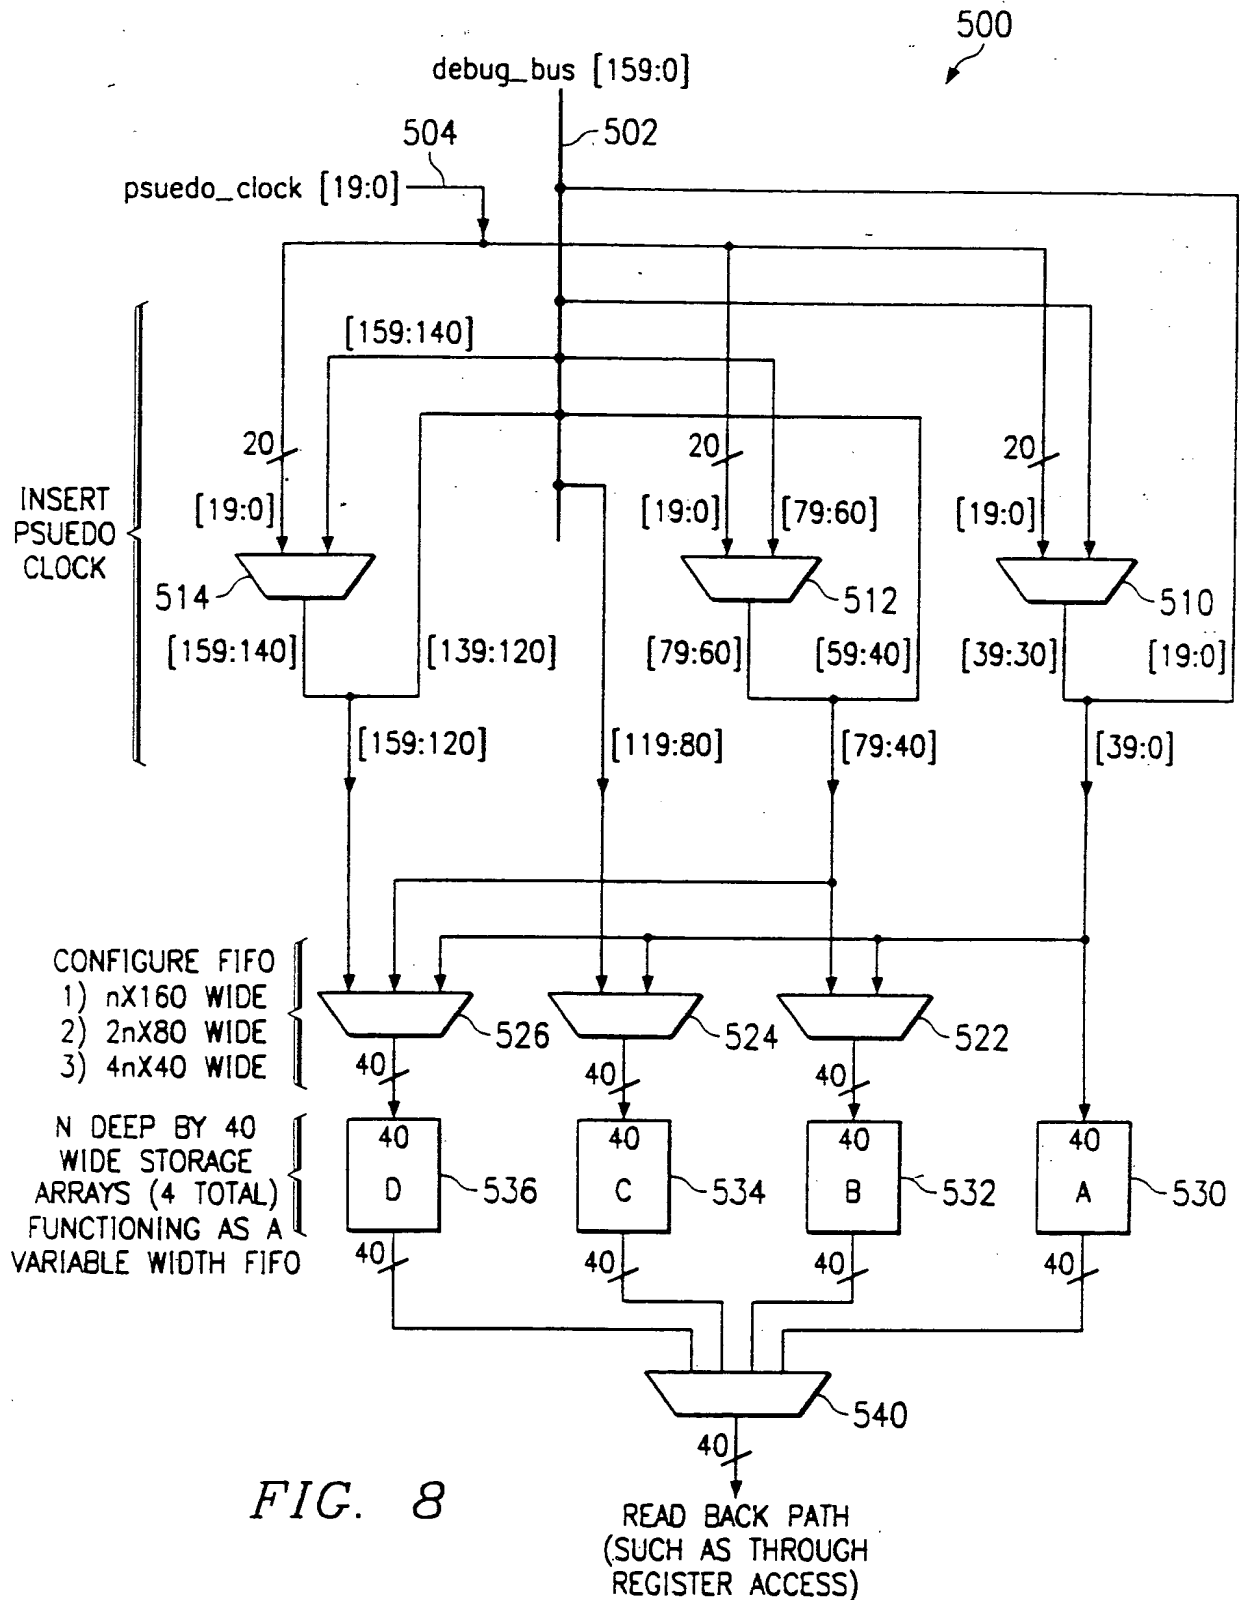 500
debug_bus [159:0]
504
502
psuedo_clock [19:0]
[159:140]
20
20
20
INSERT
PSUEDO
CLOCK
[19:0]
[19:0]
[79:60]
[19:0]
514
512
510
[159:140]
[139:120]
[79:60]
[59:40]
[39:30]
[19:0]
[159:120]
[119:80]
[79:40]
[39:0]
CONFIGURE FIFO
1) nX160 WIDE
2) 2nX80 WIDE
3) 4nX40 WIDE
526
524
522
40
40
40
N DEEP BY 40
WIDE STORAGE
ARRAYS (4 TOTAL)
FUNCTIONING AS A
VARIABLE WIDTH FIFO
40
D
536
40
C
534
40
B
532
40
A
530
40
40
40
40
540
40
FIG. 8
READ BACK PATH
(SUCH AS THROUGH
REGISTER ACCESS)